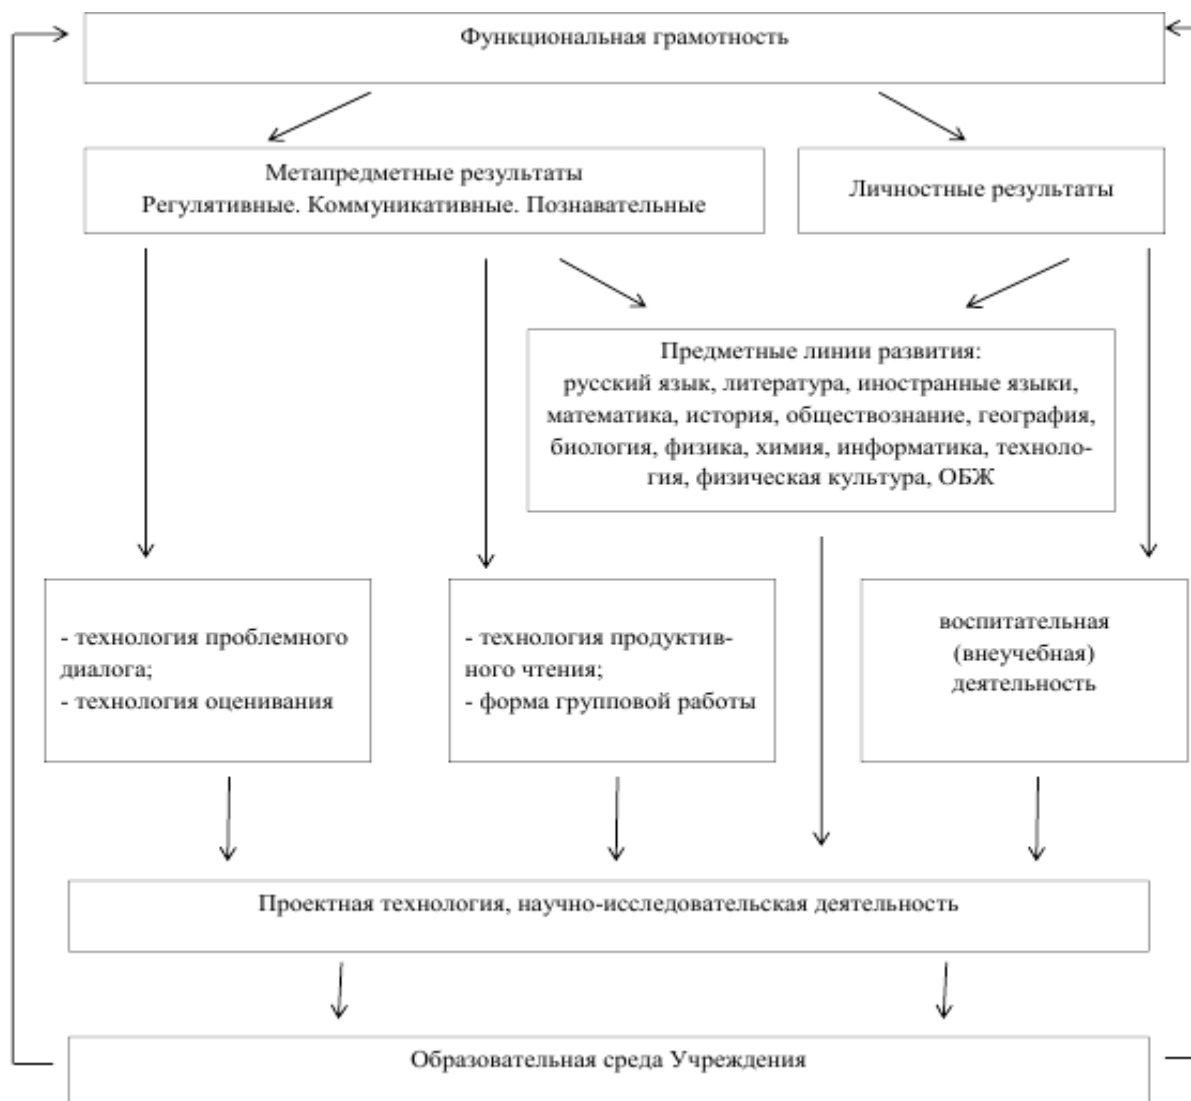 Функциональная грамотность
Метапредметные результаты
Регулятивные. Коммуникативные. Познавательные
Личностные результаты
Предметные линии развития:
русский язык, литература, иностранные языки,
математика, история, обществознание, география,
биология, физика, химия, информатика, техноло-
гия, физическая культура, ОБЖ
- технология проблемного
диалога;
- технология оценивания
- технология продуктив-
ного чтения;
- форма групповой работы
воспитательная
(внеучебная)
деятельность
Проектная технология, научно-исследовательская деятельность
Образовательная среда Учреждения